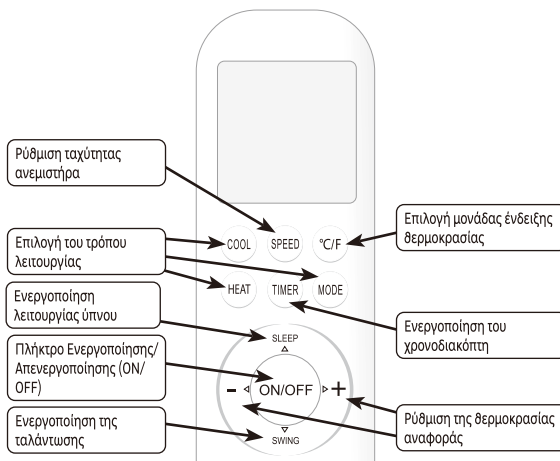 Ρύθμιση ταχύτητας
ανεμιστήρα
Επιλογή του τρόπου
λειτουργίας
Ενεργοποίηση
λειτουργίας ύπνου
Πλήκτρο Ενεργοποίησης/
Απενεργοποίησης (ON/
OFF)
Ενεργοποίηση της
ταλάντωσης
COOL SPEED °C/F
HEAT TIMER MODE
SLEEP
- ON/OFF +
SWING
Επιλογή μονάδας ένδειξης
θερμοκρασίας
Ενεργοποίηση του
χρονοδιακόπτη
Ρύθμιση της θερμοκρασίας
αναφοράς